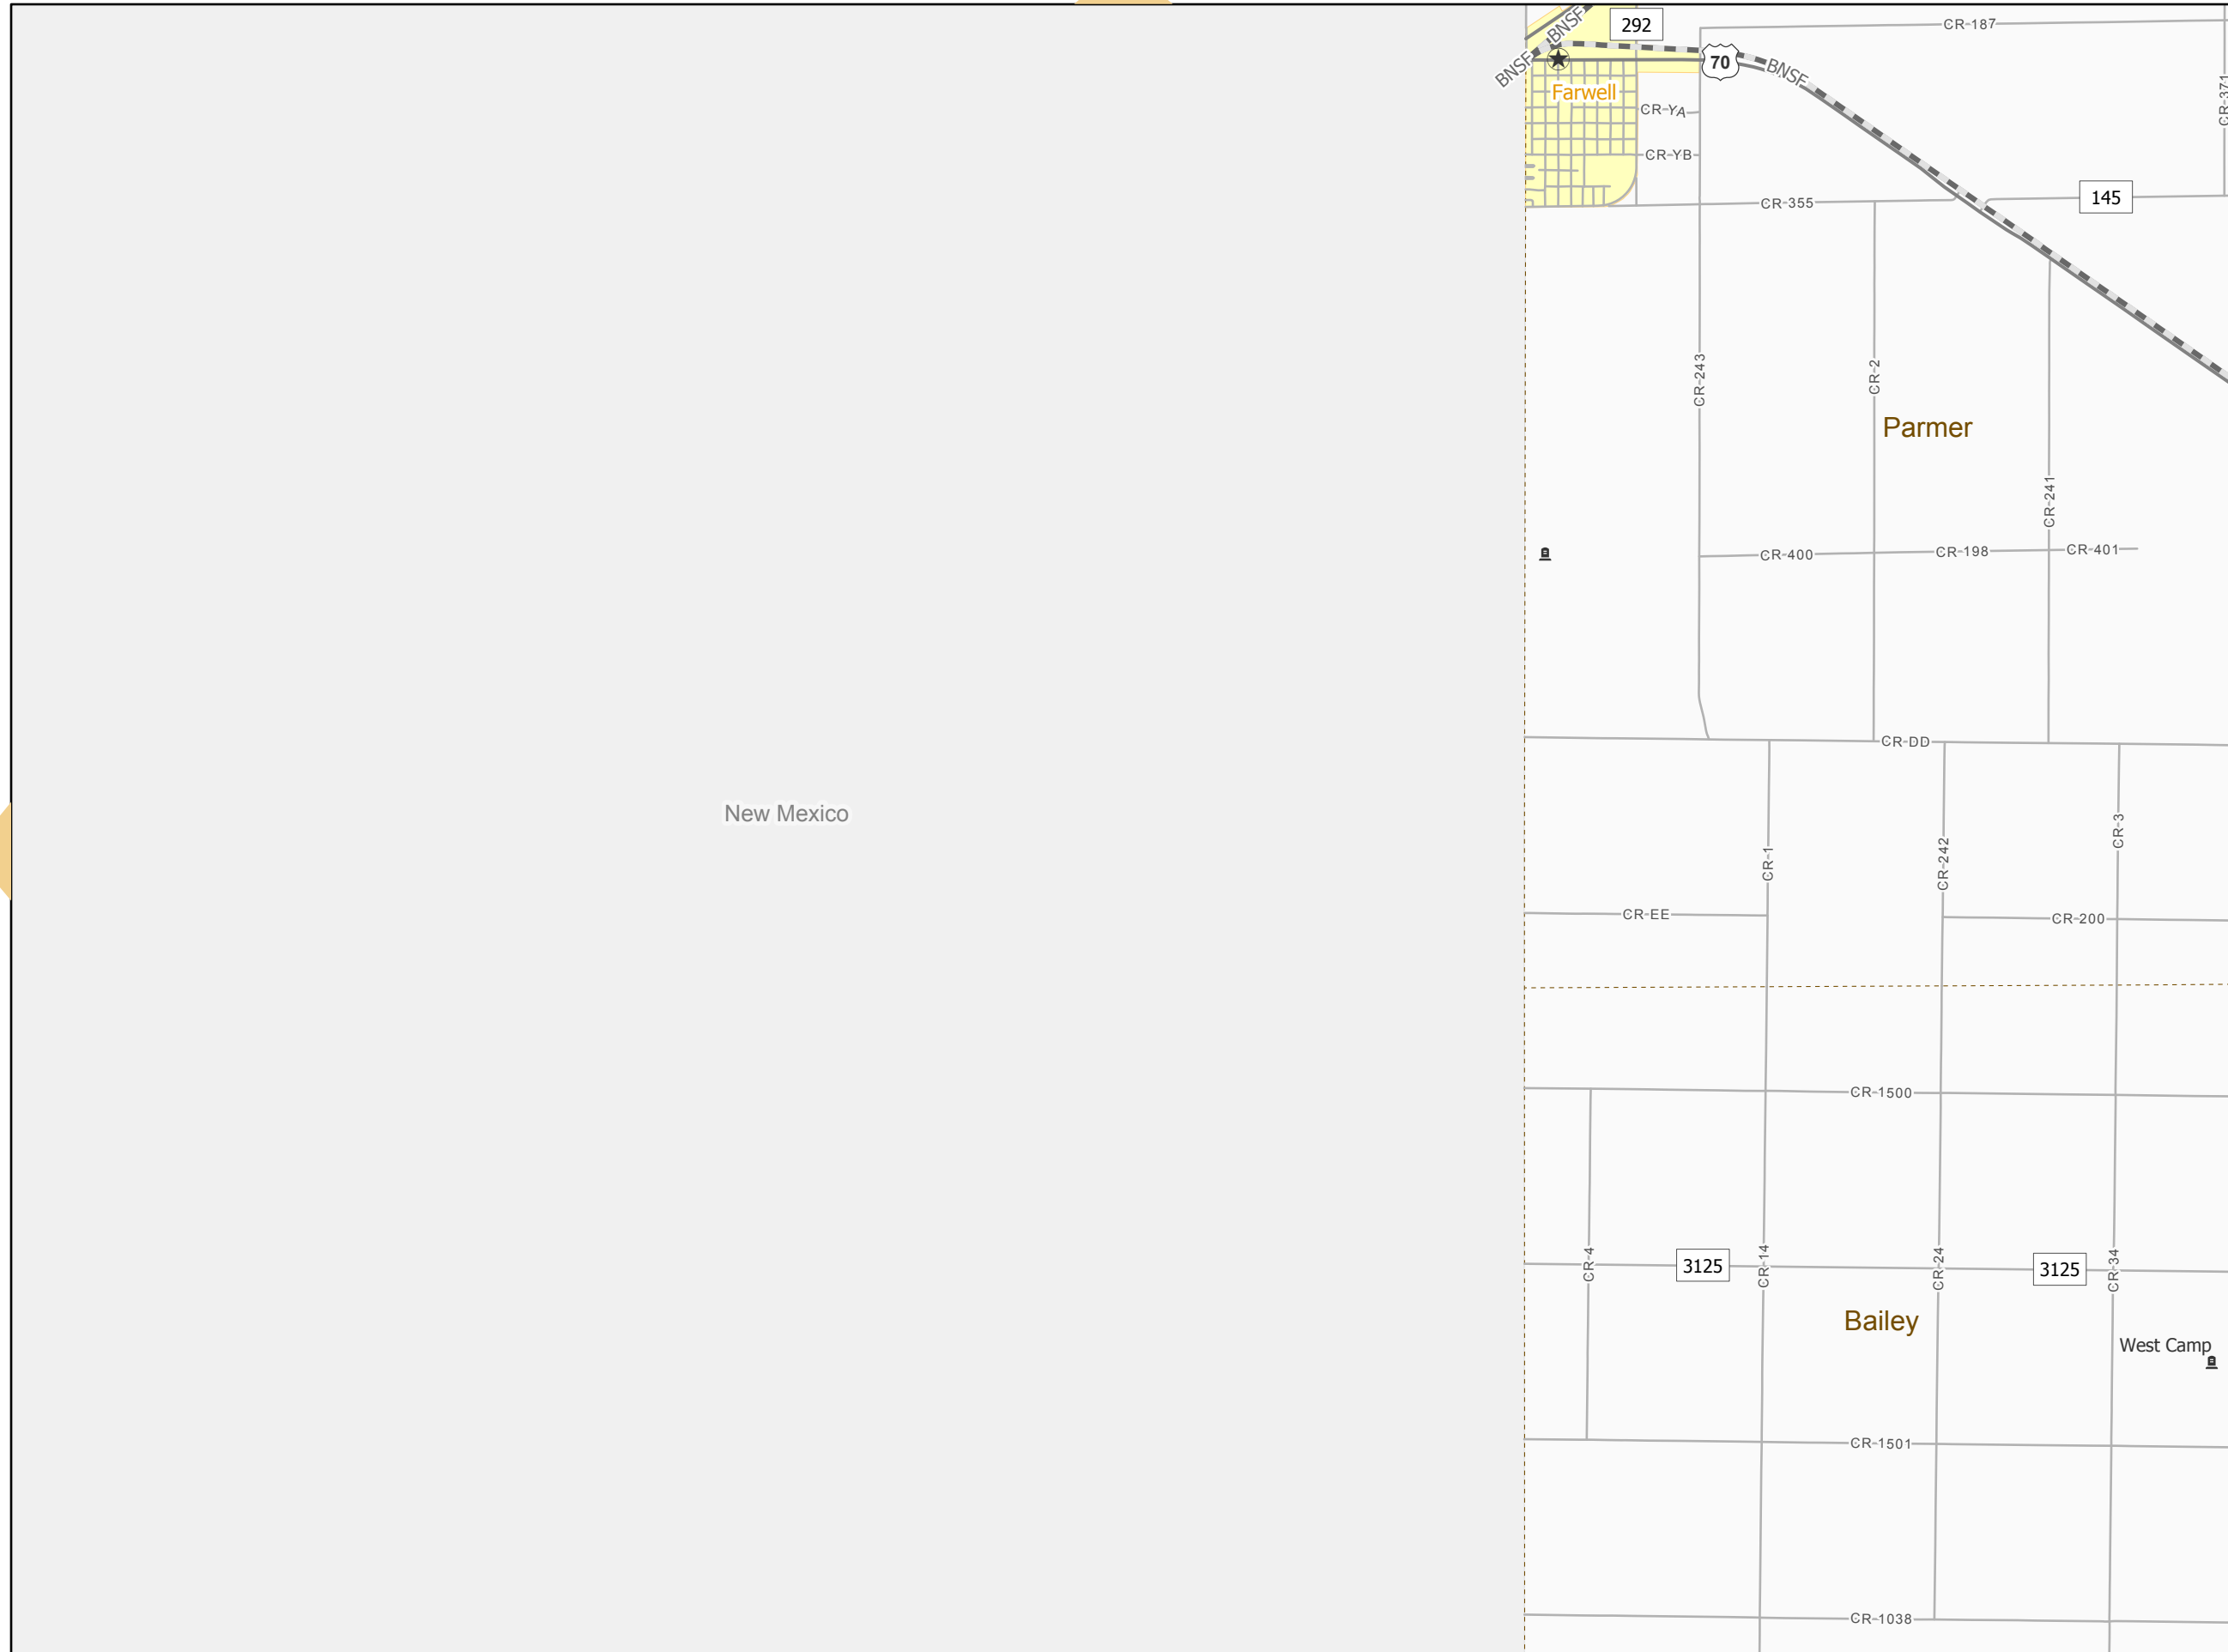 BNSF
292
CR-187
BNSF
70
BNSF
Farwell
CR-YA
CR-371
CR-YB
CR-355
145
CR-243
CR-2
Parmer
CR-241
CR-400
CR-198
CR-401
CR-DD
New Mexico
CR-1
CR-242
CR-3
CR-EE
CR-200
CR-1500
CR-4
3125
CR-14
CR-24
3125
CR-34
Bailey
West Camp
CR-1501
CR-1038